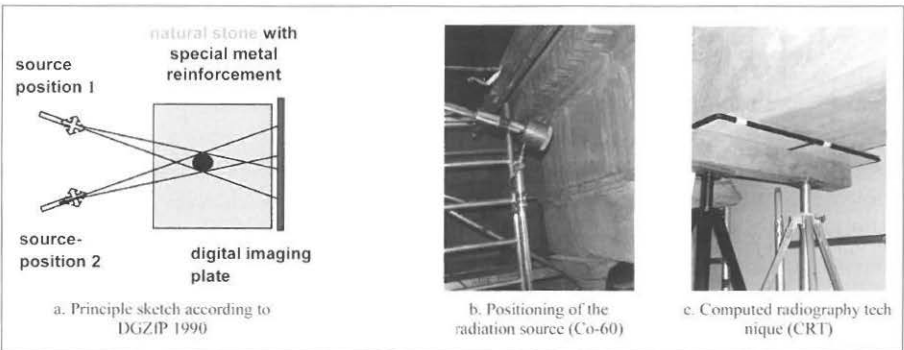 natural stone with
special metal
reinforcement
source
position 1
source-
position 2
digital imaging
plate
a. Principle sketch according to
DGZfP 1990
b. Positioning of the
radiation source (Co-60)
c. Computed radiography tech
nique (CRT)